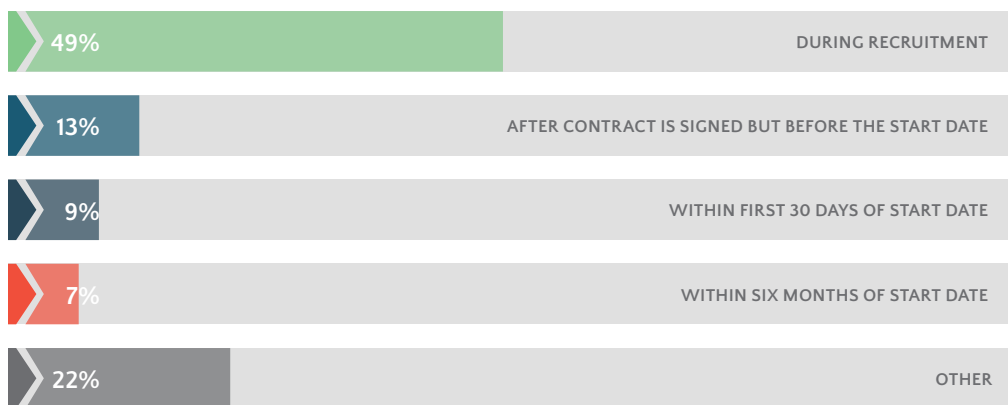 49% DURING RECRUITMENT
13% AFTER CONTRACT IS SIGNED BUT BEFORE THE START DATE
9% WITHIN FIRST 30 DAYS OF START DATE
7% WITHIN SIX MONTHS OF START DATE
22% OTHER